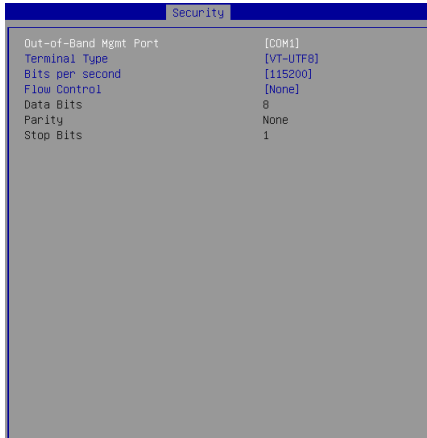 Security
Out-of-Band Mgmt Port [COM1]
Terminal Type [VT-UTF8]
Bits per second [115200]
Flow Control [None]
Data Bits 8
Parity None
Stop Bits 1